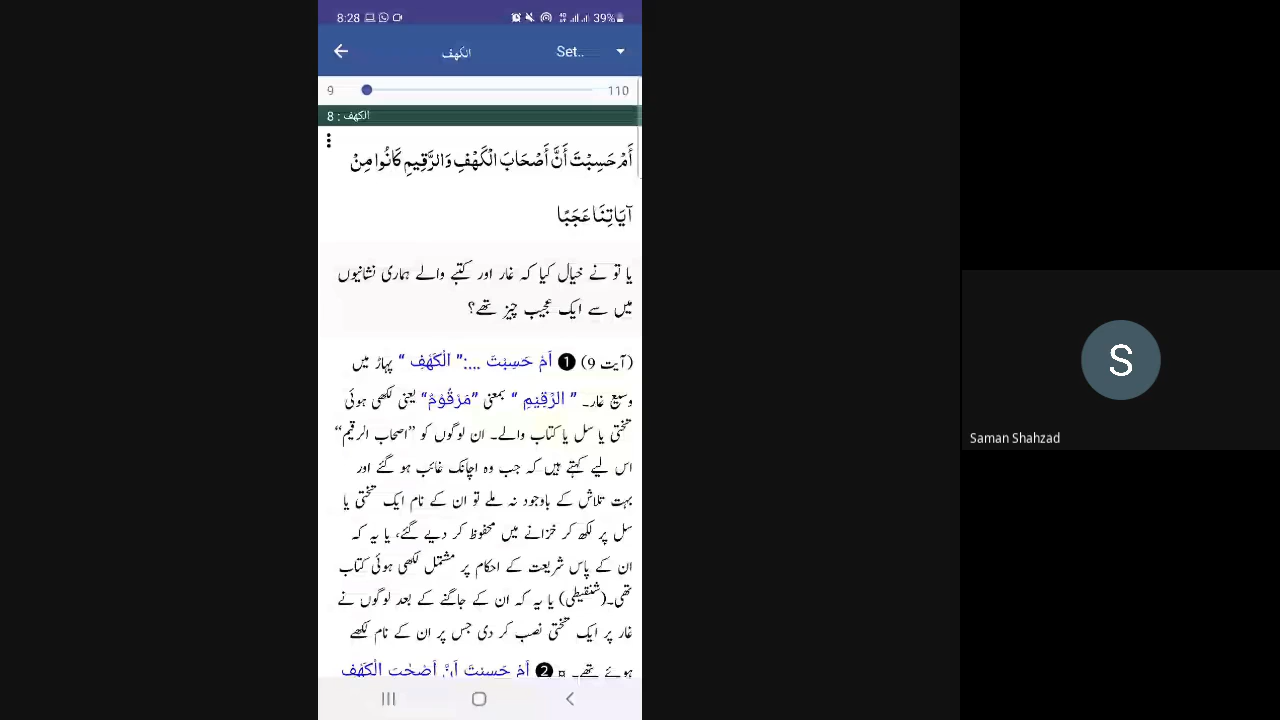 8:28
39%
الكهف
Set..
9
110
الكهف : 8
أَمْ حَسِبْتَ أَنَّ أَصْحَابَ الْكَهْفِ وَالرَّقِيمِ كَانُوا مِنْ
آيَاتِنَا عَجَبًا
یا تو نے خیال کیا کہ غار اور کتبے والے ہماری نشانیوں
میں سے ایک عجیب چیز تھے؟
(آیت 9) ❶ اَمْ حَسِبْتَ ...:” الْكَهْفِ “ پہاڑ میں
وسیع غار۔ ” الرَّقِيْمِ “ بمعنی ”مَرْقُوْمٌ“ یعنی لکھی ہوئی
تختی یا سل یا کتاب والے۔ ان لوگوں کو ”اصحاب الرقیم“
اس لیے کہتے ہیں کہ جب وہ اچانک غائب ہو گئے اور
بہت تلاش کے باوجود نہ ملے تو ان کے نام ایک تختی یا
سل پر لکھ کر خزانے میں محفوظ کر دیے گئے، یا یہ کہ
ان کے پاس شریعت کے احکام پر مشتمل لکھی ہوئی کتاب
تھی۔(شنقیطی) یا یہ کہ ان کے جاگنے کے بعد لوگوں نے
غار پر ایک تختی نصب کر دی جس پر ان کے نام لکھے
ہوئے تھے۔ ¤ ❷ اَمْ حَسِبْتَ اَنَّ اَصْحٰبَ الْكَهْفِ
S
Saman Shahzad